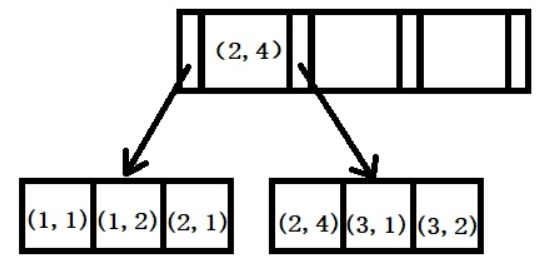 (2, 4)
(1, 1) (1, 2) (2, 1) (2, 4) (3, 1) (3, 2)